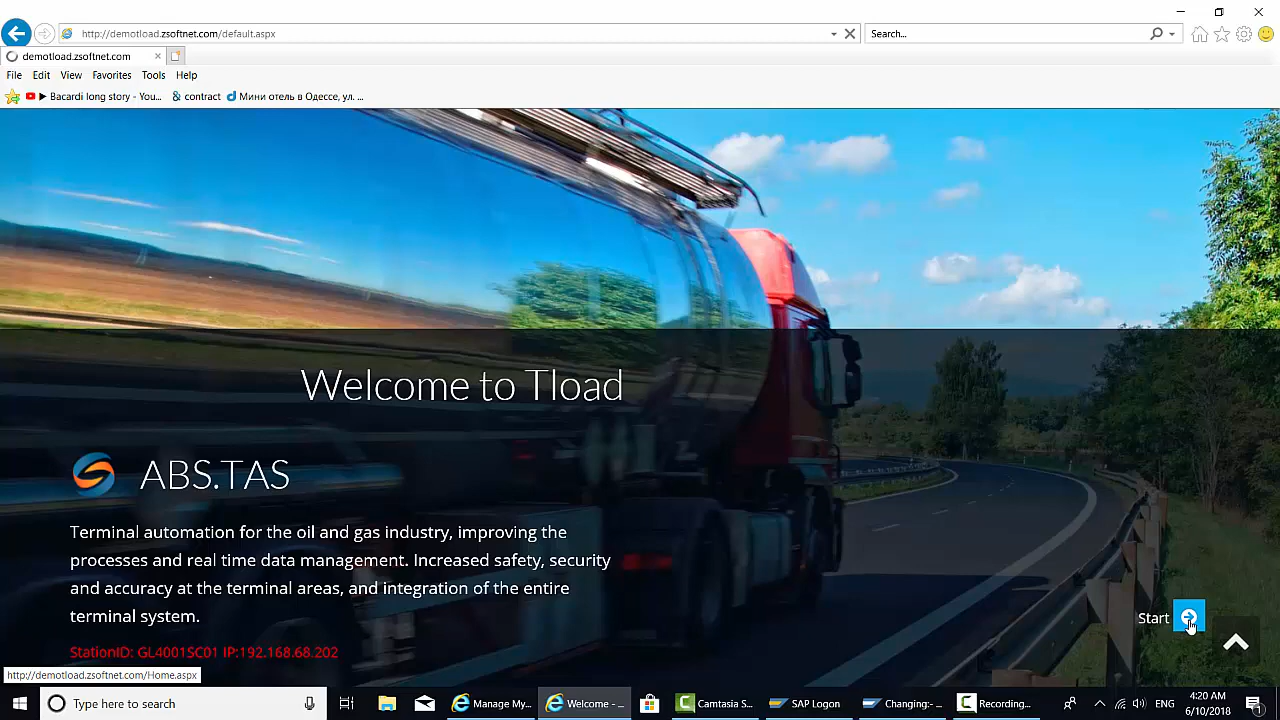 http://demotload.zsoftnet.com/default.aspx
Search...
demotload.zsoftnet.com
File Edit View Favorites Tools Help
Bacardi long story - You... contract Мини отель в Одессе, ул. ...
Welcome to Tload
ABS.TAS
Terminal automation for the oil and gas industry, improving the
processes and real time data management. Increased safety, security
and accuracy at the terminal areas, and integration of the entire
terminal system.
Start
StationID: GL4001SC01 IP:192.168.68.202
http://demotload.zsoftnet.com/Home.aspx
Type here to search
Manage My...
Welcome - ...
Camtasia S...
SAP Logon
Changing:- ...
Recording...
ENG
4:20 AM
6/10/2018
1